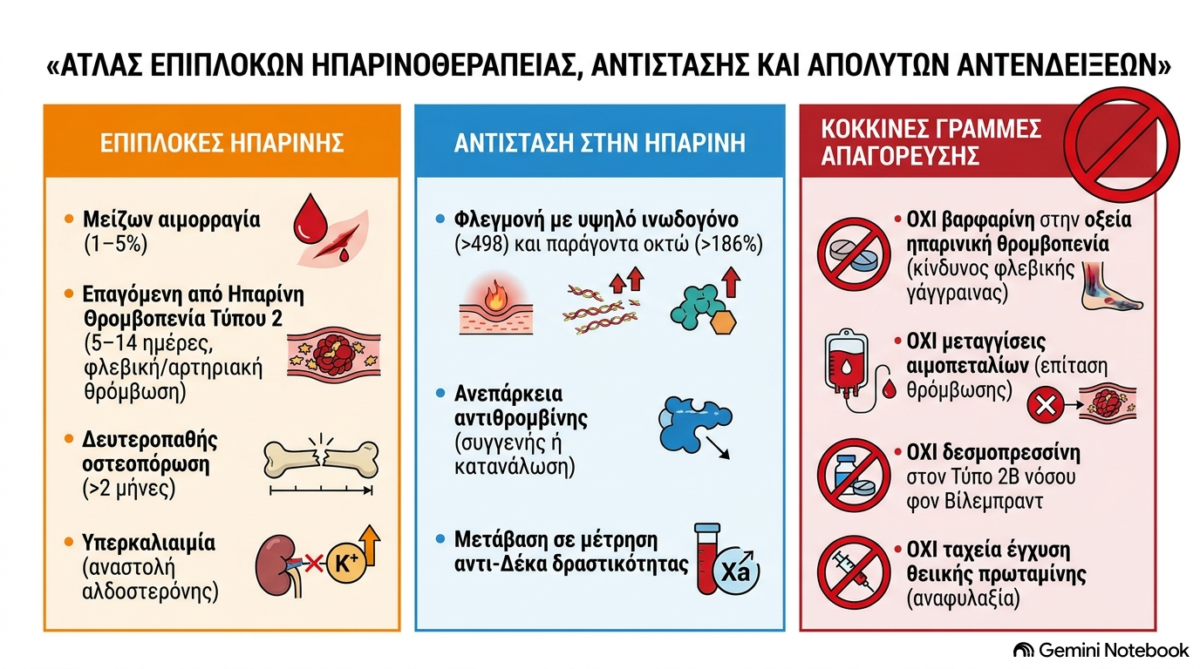 «ΑΤΛΑΣ ΕΠΙΠΛΟΚΩΝ ΗΠΑΡΙΝΟΘΕΡΑΠΕΙΑΣ, ΑΝΤΙΣΤΑΣΗΣ ΚΑΙ ΑΠΟΛΥΤΩΝ ΑΝΤΕΝΔΕΙΞΕΩΝ»
ΕΠΙΠΛΟΚΕΣ ΗΠΑΡΙΝΗΣ
• Μείζων αιμορραγία
(1–5%)
• Επαγόμενη από Ηπαρίνη
Θρομβοπενία Τύπου 2
(5–14 ημέρες,
φλεβική/αρτηριακή
θρόμβωση)
• Δευτεροπαθής
οστεοπόρωση
(>2 μήνες)
• Υπερκαλιαιμία
(αναστολή
αλδοστερόνης)
K+
ΑΝΤΙΣΤΑΣΗ ΣΤΗΝ ΗΠΑΡΙΝΗ
• Φλεγμονή με υψηλό ινωδογόνο
(>498) και παράγοντα οκτώ (>186%)
• Ανεπάρκεια
αντιθρομβίνης
(συγγενής ή
κατανάλωση)
• Μετάβαση σε μέτρηση
αντι-Δέκα δραστικότητας
Xa
ΚΟΚΚΙΝΕΣ ΓΡΑΜΜΕΣ
ΑΠΑΓΟΡΕΥΣΗΣ
• ΟΧΙ βαρφαρίνη στην οξεία
ηπαρινική θρομβοπενία
(κίνδυνος φλεβικής
γάγγραινας)
• ΟΧΙ μεταγγίσεις
αιμοπεταλίων (επίταση
θρόμβωσης)
• ΟΧΙ δεσμοπρεσσίνη
στον Τύπο 2Β νόσου
φον Βίλεμπραντ
• ΟΧΙ ταχεία έγχυση
θειικής πρωταμίνης
(αναφυλαξία)
Gemini Notebook